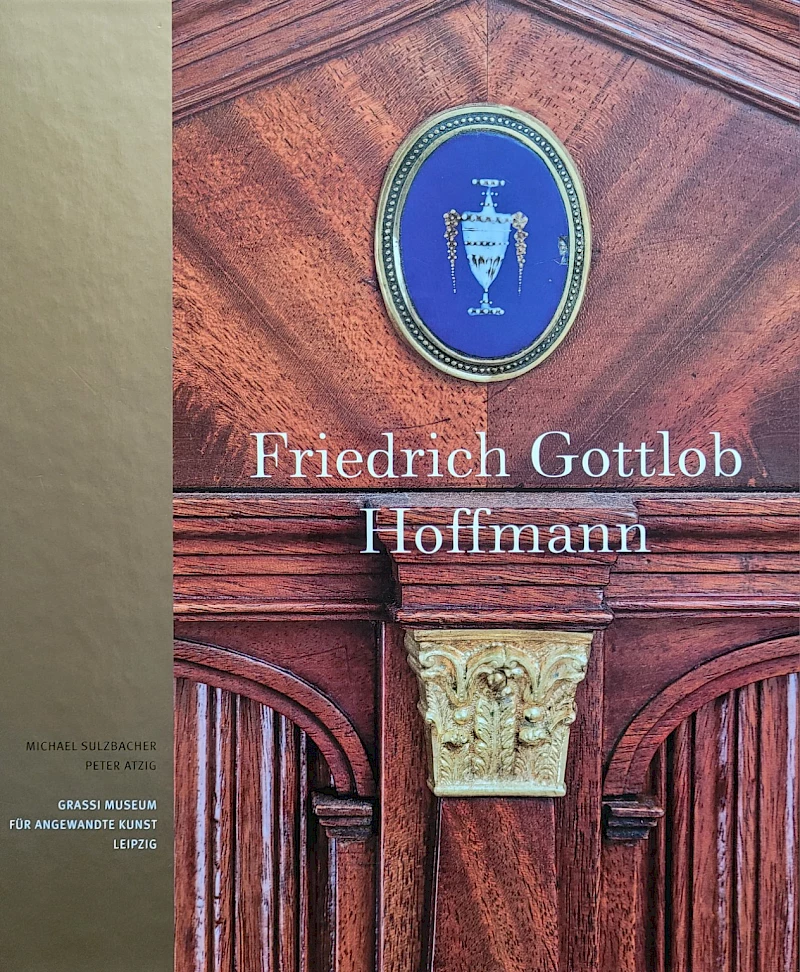 Friedrich Gottlob
Hoffmann
MICHAEL SULZBACHER
PETER ATZIG
GRASSI MUSEUM
FÜR ANGEWANDTE KUNST
LEIPZIG